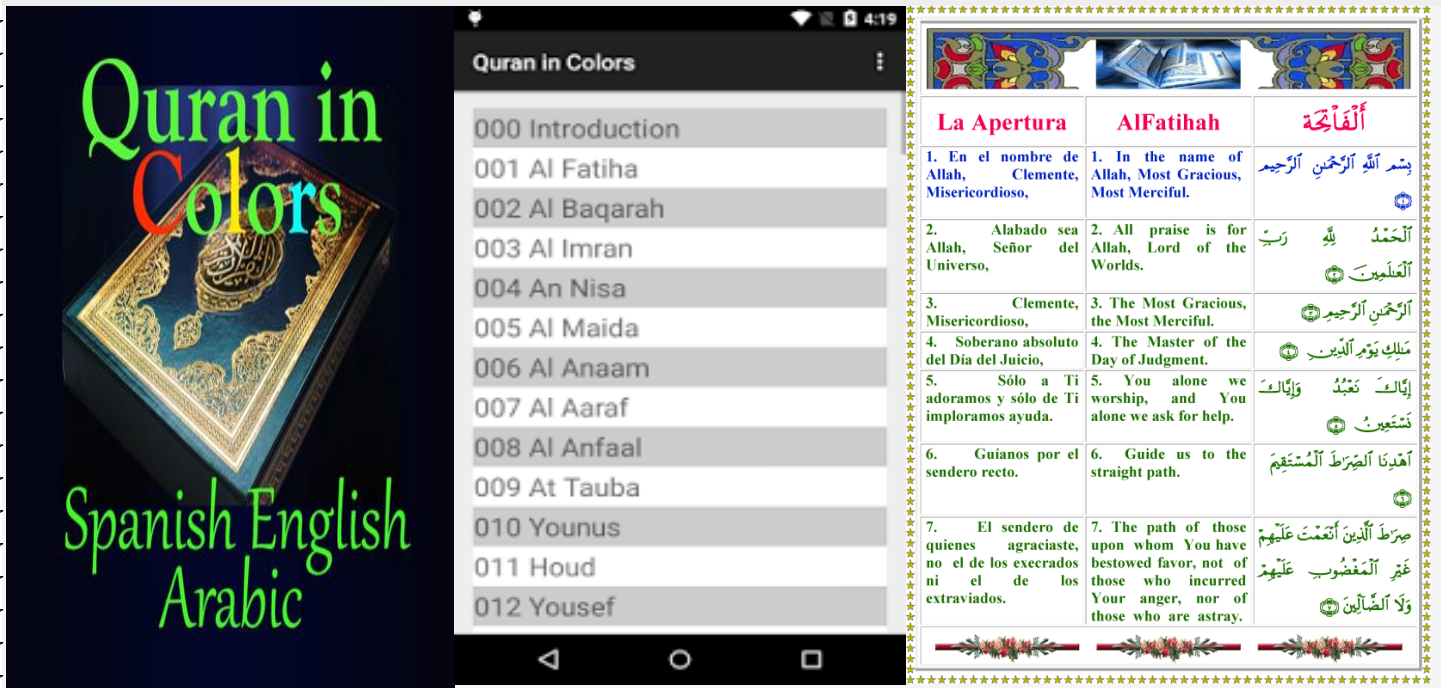 Quran in
Colors
Spanish English
Arabic
4:19
Quran in Colors
000 Introduction
001 Al Fatiha
002 Al Baqarah
003 Al Imran
004 An Nisa
005 Al Maida
006 Al Anaam
007 Al Aaraf
008 Al Anfaal
009 At Tauba
010 Younus
011 Houd
012 Yousef
La Apertura
1. En el nombre de
Allah, Clemente,
Misericordioso,
2. Alabado sea
Allah, Señor del
Universo,
3. Clemente,
Misericordioso,
4. Soberano absoluto
del Día del Juicio,
5. Sólo a Ti
adoramos y sólo de Ti
imploramos ayuda.
6. Guíanos por el
sendero recto.
7. El sendero de
quienes agraciaste,
no el de los execrados
ni el de los
extraviados.
AlFatihah
1. In the name of
Allah, Most Gracious,
Most Merciful.
2. All praise is for
Allah, Lord of the
Worlds.
3. The Most Gracious,
the Most Merciful.
4. The Master of the
Day of Judgment.
5. You alone we
worship, and You
alone we ask for help.
6. Guide us to the
straight path.
7. The path of those
upon whom You have
bestowed favor, not of
those who incurred
Your anger, nor of
those who are astray.
أَلْفَاتِحَة
بِسْمِ ٱللَّهِ ٱلرَّحْمَٰنِ ٱلرَّحِيمِ
١
ٱلْحَمْدُ لِلَّهِ رَبِّ
ٱلْعَٰلَمِينَ ٢
ٱلرَّحْمَٰنِ ٱلرَّحِيمِ ٣
مَٰلِكِ يَوْمِ ٱلدِّينِ ٤
إِيَّاكَ نَعْبُدُ وَإِيَّاكَ
نَسْتَعِينُ ٥
ٱهْدِنَا ٱلصِّرَٰطَ ٱلْمُسْتَقِيمَ
٦
صِرَٰطَ ٱلَّذِينَ أَنْعَمْتَ عَلَيْهِمْ
غَيْرِ ٱلْمَغْضُوبِ عَلَيْهِمْ
وَلَا ٱلضَّآلِّينَ ٧